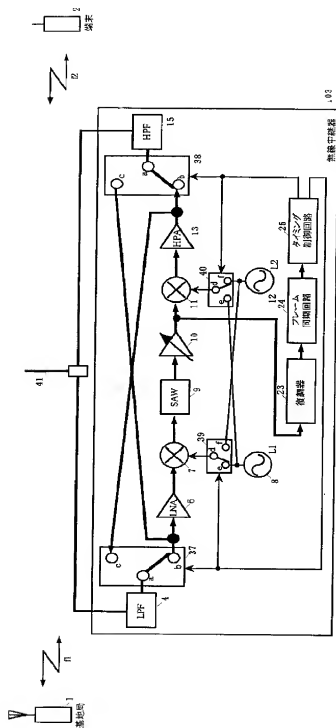 41
1
基地局
f1
f2
2
端末
c
c
37
38
LPF
4
a
b
LNA
6
7
SAW
9
10
11
HPA
13
a
b
HPF
15
39
d
e
f
40
d
e
f
L1
8
L2
12
23
復調器
24
フレーム
同期回路
タイミング
制御回路
103
無線中継器